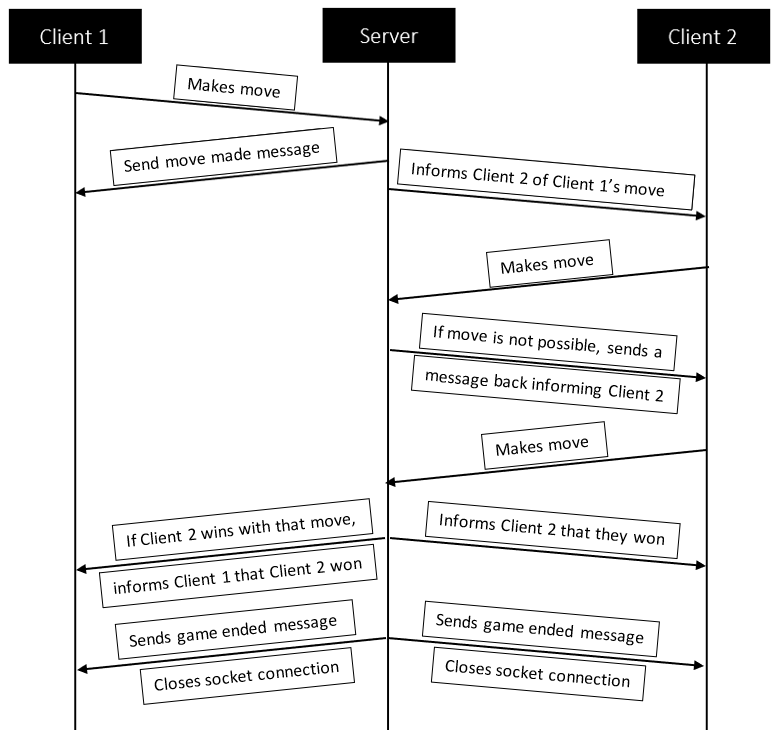 Client 1
Server
Client 2
Makes move
Send move made message
Informs Client 2 of Client 1’s move
Makes move
If move is not possible, sends a
message back informing Client 2
Makes move
If Client 2 wins with that move,
informs Client 1 that Client 2 won
Informs Client 2 that they won
Sends game ended message
Closes socket connection
Sends game ended message
Closes socket connection